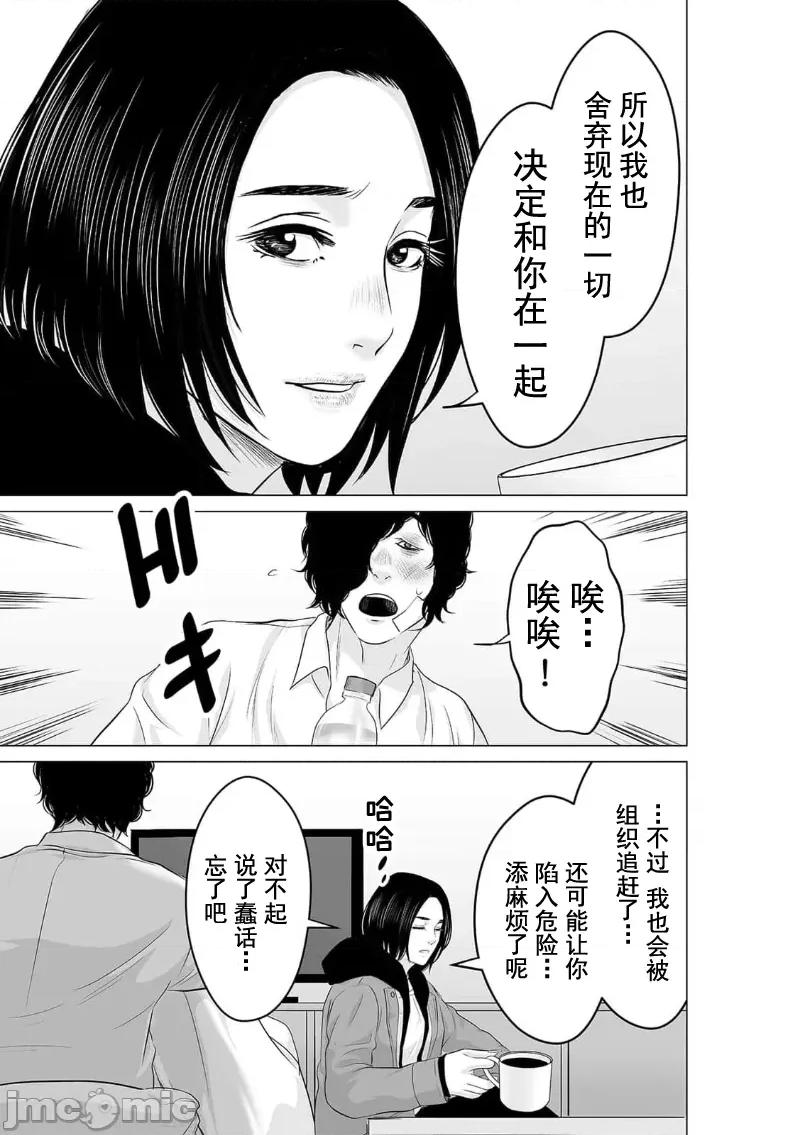 所以我也
舍弃现在的一切
决定和你在一起
唉…
唉唉！
…不过 我也会被
组织追赶了…
还可能让你
陷入危险…
添麻烦了呢
哈哈…
对不起
说了蠢话…
忘了吧
jmcomic